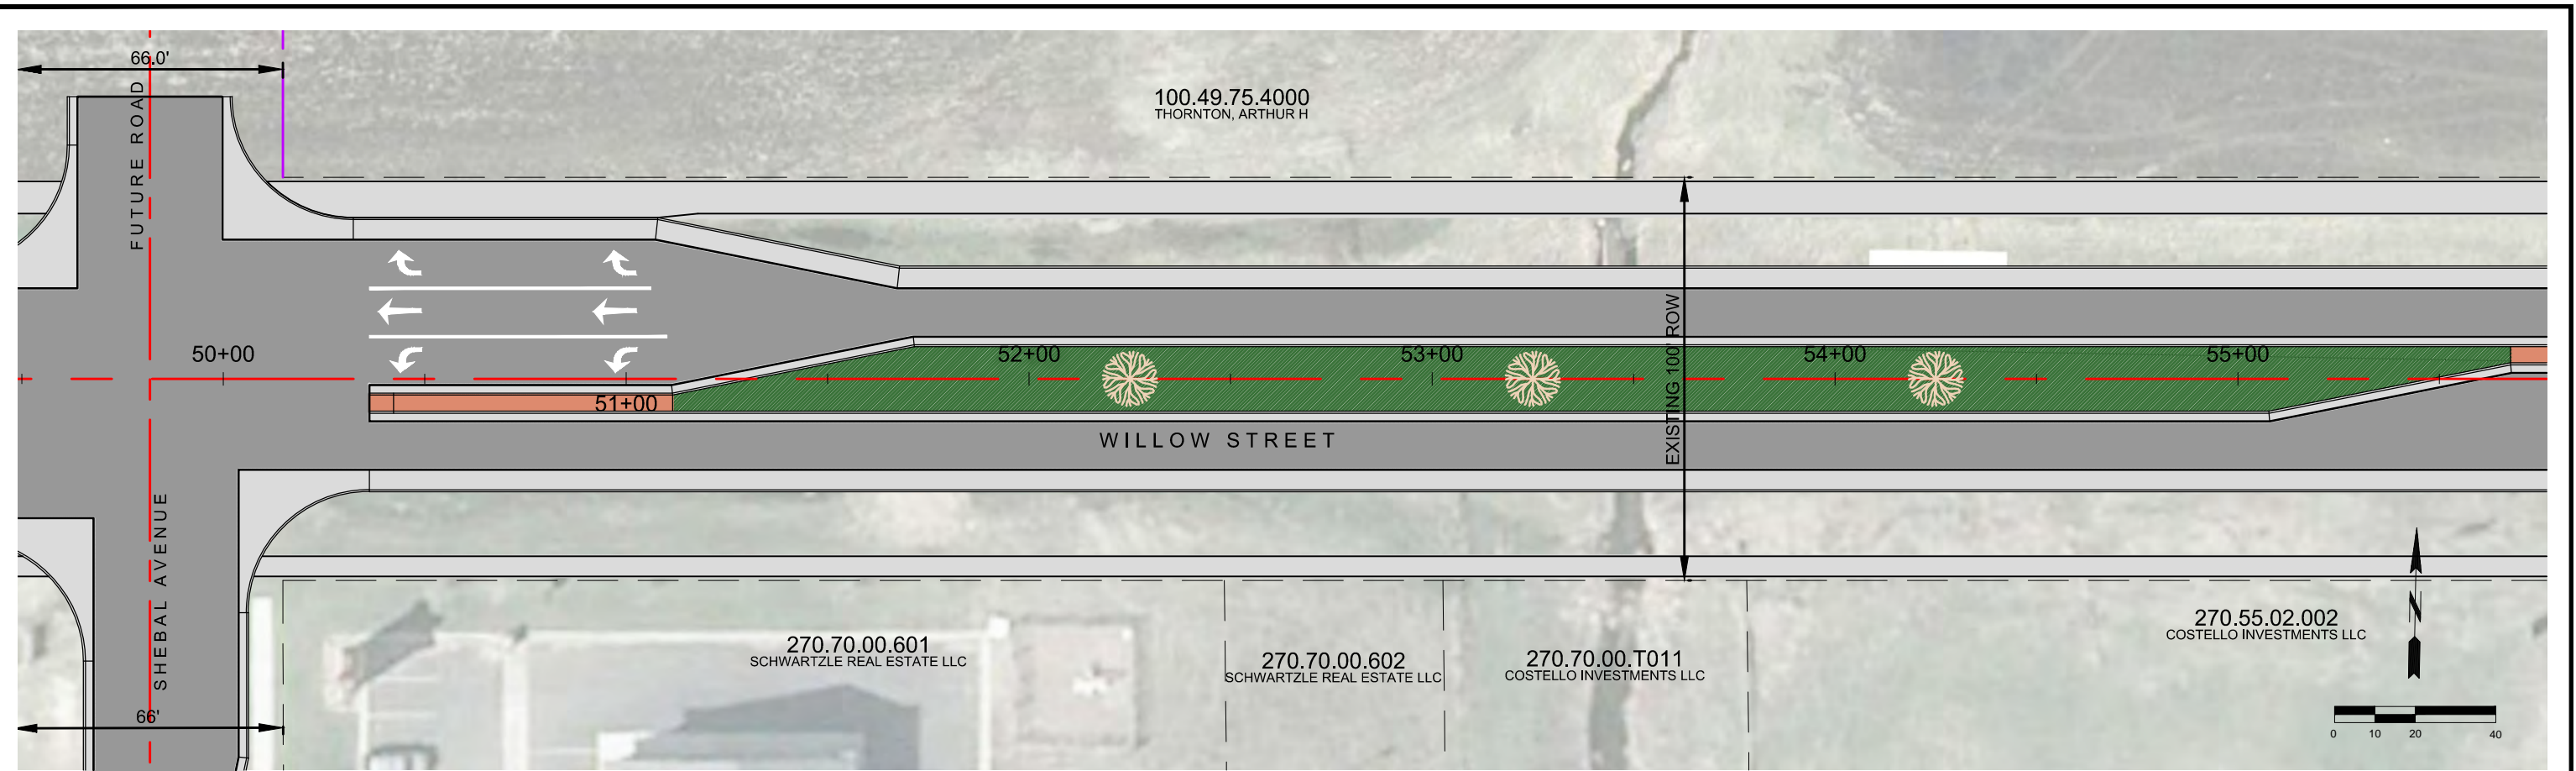 66.0'
FUTURE ROAD
100.49.75.4000
THORNTON, ARTHUR H
50+00
51+00
52+00
53+00
54+00
55+00
EXISTING 100' ROW
WILLOW STREET
SHEBAL AVENUE
66'
270.70.00.601
SCHWARTZLE REAL ESTATE LLC
270.70.00.602
SCHWARTZLE REAL ESTATE LLC
270.70.00.T011
COSTELLO INVESTMENTS LLC
270.55.02.002
COSTELLO INVESTMENTS LLC
N
0 10 20 40